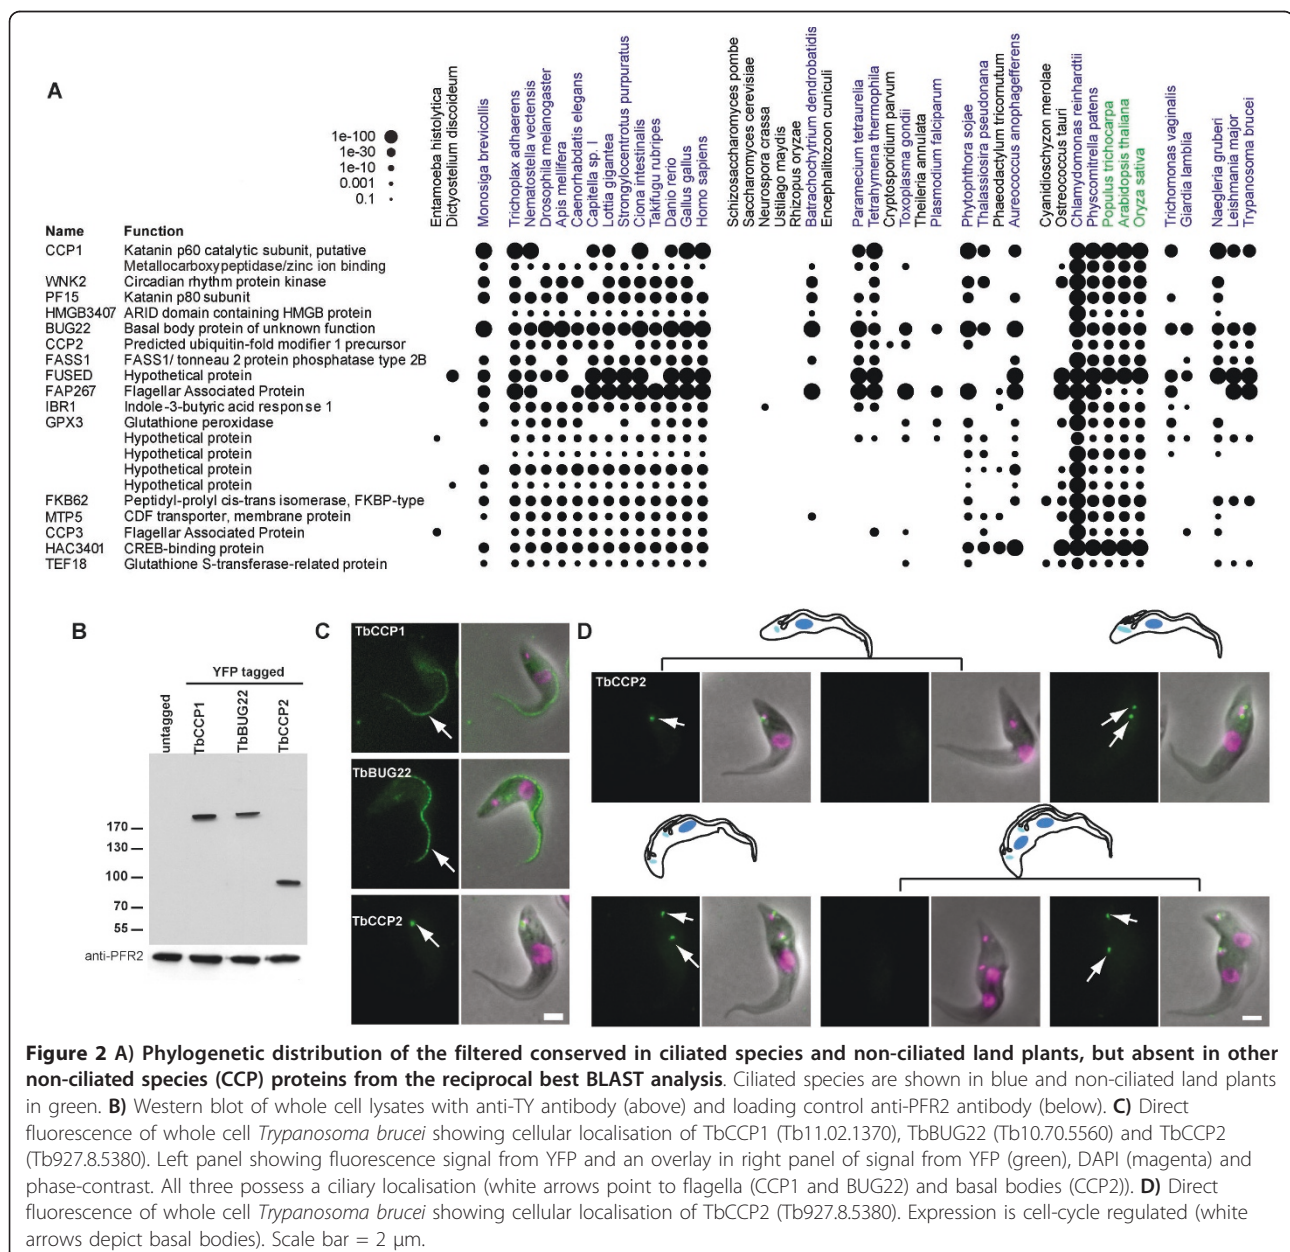 A
1e-100
1e-30
1e-10
0.001
0.1
Entamoeba histolytica
Dictyostelium discoideum
Monosiga brevicollis
Trichoplax adhaerens
Nematostella vectensis
Drosophila melanogaster
Apis mellifera
Caenorhabdatis elegans
Capitella sp. I
Lottia gigantea
Strongylocentrotus purpuratus
Ciona intestinalis
Takifugu rubripes
Danio rerio
Gallus gallus
Homo sapiens
Schizosaccharomyces pombe
Saccharomyces cerevisiae
Neurospora crassa
Ustilago maydis
Rhizopus oryzae
Batrachochytrium dendrobatidis
Encephalitozoon cuniculi
Paramecium tetraurelia
Tetrahymena thermophila
Cryptosporidium parvum
Toxoplasma gondii
Theileria annulata
Plasmodium falciparum
Phytophthora sojae
Thalassiosira pseudonana
Phaeodactylum tricornutum
Aureococcus anophagefferens
Cyanidioschyzon merolae
Ostreococcus tauri
Chlamydomonas reinhardtii
Physcomitrella patens
Populus trichocarpa
Arabidopsis thaliana
Oryza sativa
Trichomonas vaginalis
Giardia lamblia
Naegleria gruberi
Leishmania major
Trypanosoma brucei
Name Function
CCP1 Katanin p60 catalytic subunit, putative
Metallocarboxypeptidase/zinc ion binding
WNK2 Circadian rhythm protein kinase
PF15 Katanin p80 subunit
HMGB3407 ARID domain containing HMGB protein
BUG22 Basal body protein of unknown function
CCP2 Predicted ubiquitin-fold modifier 1 precursor
FASS1 FASS1/ tonneau 2 protein phosphatase type 2B
FUSED Hypothetical protein
FAP267 Flagellar Associated Protein
IBR1 Indole-3-butyric acid response 1
GPX3 Glutathione peroxidase
Hypothetical protein
Hypothetical protein
Hypothetical protein
Hypothetical protein
FKB62 Peptidyl-prolyl cis-trans isomerase, FKBP-type
MTP5 CDF transporter, membrane protein
CCP3 Flagellar Associated Protein
HAC3401 CREB-binding protein
TEF18 Glutathione S-transferase-related protein
B
YFP tagged
untagged
TbCCP1
TbBUG22
TbCCP2
170
130
100
70
55
anti-PFR2
C
TbCCP1
TbBUG22
TbCCP2
D
TbCCP2
Figure 2 A) Phylogenetic distribution of the filtered conserved in ciliated species and non-ciliated land plants, but absent in other
non-ciliated species (CCP) proteins from the reciprocal best BLAST analysis. Ciliated species are shown in blue and non-ciliated land plants
in green. B) Western blot of whole cell lysates with anti-TY antibody (above) and loading control anti-PFR2 antibody (below). C) Direct
fluorescence of whole cell Trypanosoma brucei showing cellular localisation of TbCCP1 (Tb11.02.1370), TbBUG22 (Tb10.70.5560) and TbCCP2
(Tb927.8.5380). Left panel showing fluorescence signal from YFP and an overlay in right panel of signal from YFP (green), DAPI (magenta) and
phase-contrast. All three possess a ciliary localisation (white arrows point to flagella (CCP1 and BUG22) and basal bodies (CCP2)). D) Direct
fluorescence of whole cell Trypanosoma brucei showing cellular localisation of TbCCP2 (Tb927.8.5380). Expression is cell-cycle regulated (white
arrows depict basal bodies). Scale bar = 2 μm.